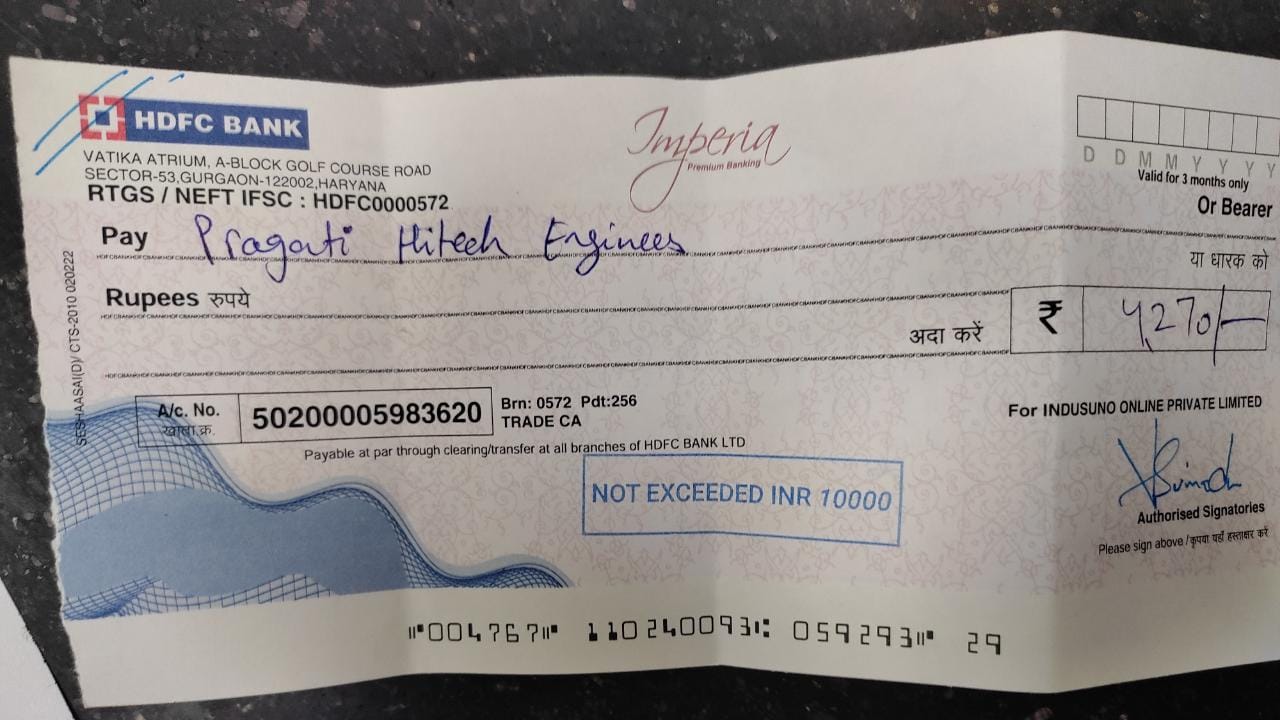 HDFC BANK
Imperia
Premium Banking
VATIKA ATRIUM, A-BLOCK GOLF COURSE ROAD
SECTOR-53,GURGAON-122002,HARYANA
RTGS / NEFT IFSC : HDFC0000572
D D M M Y Y Y Y
Valid for 3 months only
Pay Pragati Hitech Enginees
Or Bearer
या धारक को
Rupees रुपये
अदा करें
₹ 4,270/-
SESHAASAI(D)/ CTS-2010 020222
A/c. No.
खाता.क्र.
50200005983620
Brn: 0572 Pdt:256
TRADE CA
For INDUSUNO ONLINE PRIVATE LIMITED
Payable at par through clearing/transfer at all branches of HDFC BANK LTD
NOT EXCEEDED INR 10000
Authorised Signatories
Please sign above / कृपया यहाँ हस्ताक्षर करें
⑈004767⑈ 110240093⑆ 059293⑈ 29